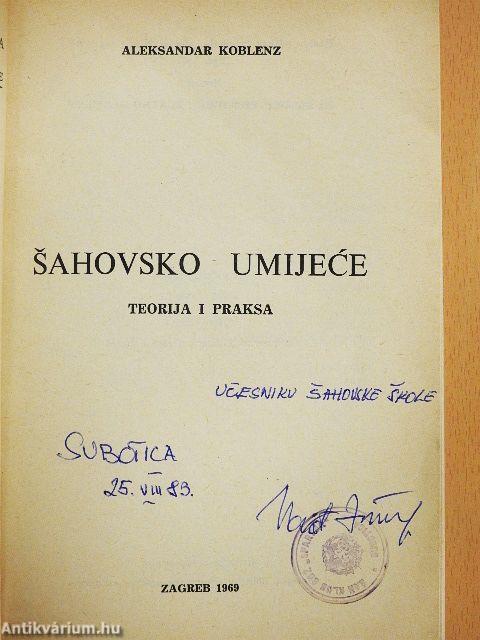 ALEKSANDAR KOBLENZ
ŠAHOVSKO UMIJEĆE
TEORIJA I PRAKSA
UČESNIKU ŠAHOVSKE ŠKOLE
SUBOTICA
25. VIII 83.
ZAGREB 1969
Antikvárium.hu